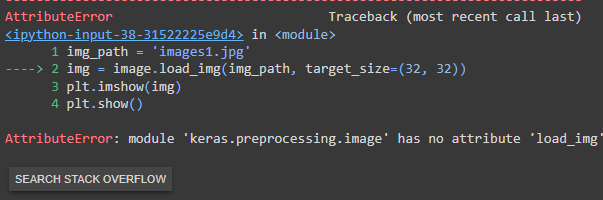 AttributeError                            Traceback (most recent call last)
<ipython-input-38-31522225e9d4> in <module>
      1 img_path = 'images1.jpg'
----> 2 img = image.load_img(img_path, target_size=(32, 32))
      3 plt.imshow(img)
      4 plt.show()
AttributeError: module 'keras.preprocessing.image' has no attribute 'load_img'
SEARCH STACK OVERFLOW